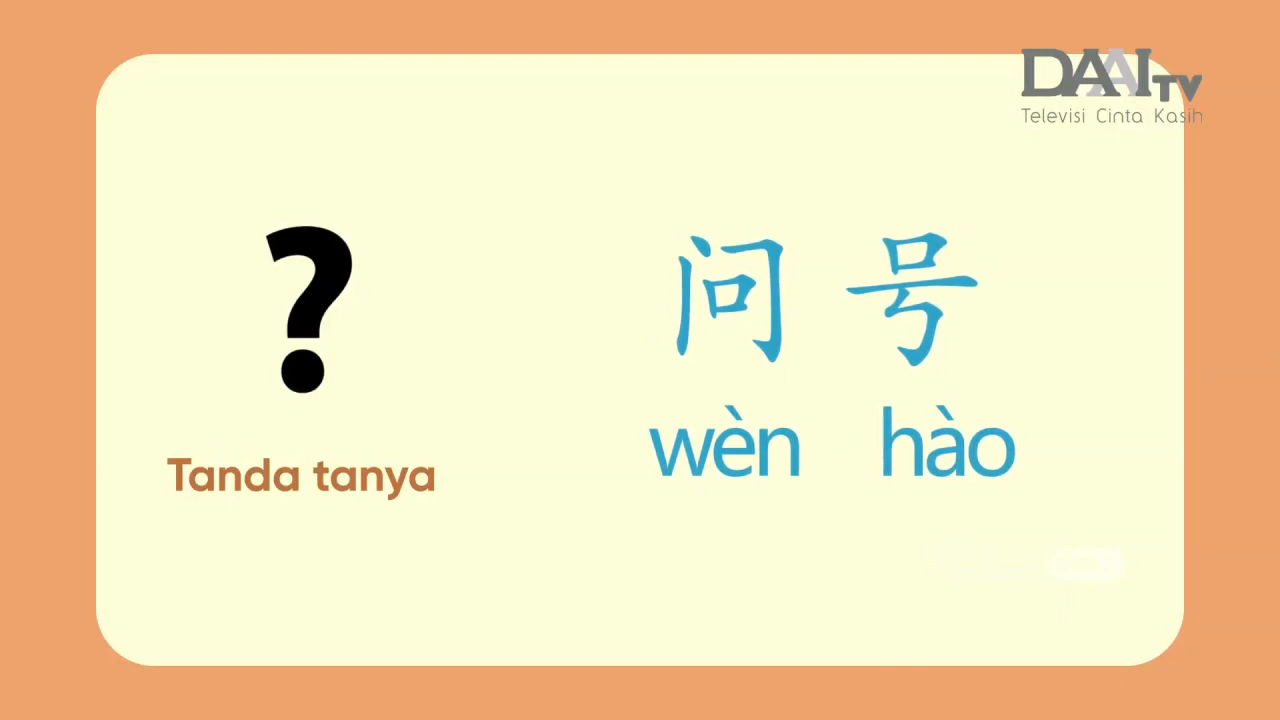 DAAI TV
Televisi Cinta Kasih
?
问号
wèn hào
Tanda tanya